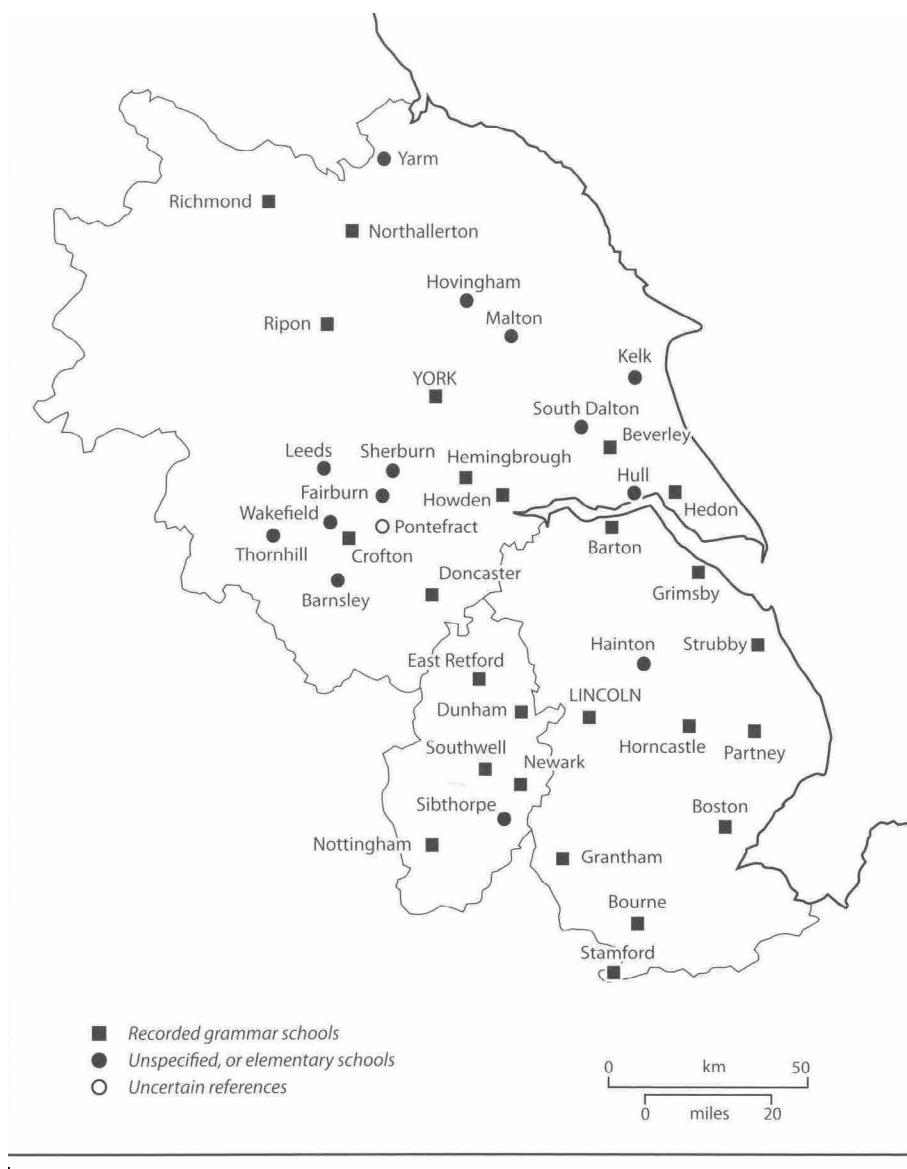 Yarm
Richmond
Northallerton
Hovingham
Ripon
Malton
Kelk
YORK
South Dalton
Beverley
Leeds
Sherburn
Hemingbrough
Fairburn
Hull
Howden
Hedon
Wakefield
Pontefract
Thornhill
Crofton
Barton
Doncaster
Barnsley
Grimsby
Hainton
Strubby
East Retford
LINCOLN
Dunham
Horncastle
Partney
Southwell
Newark
Sibthorpe
Boston
Nottingham
Grantham
Bourne
Stamford
Recorded grammar schools
Unspecified, or elementary schools
Uncertain references
0 km 50
0 miles 20